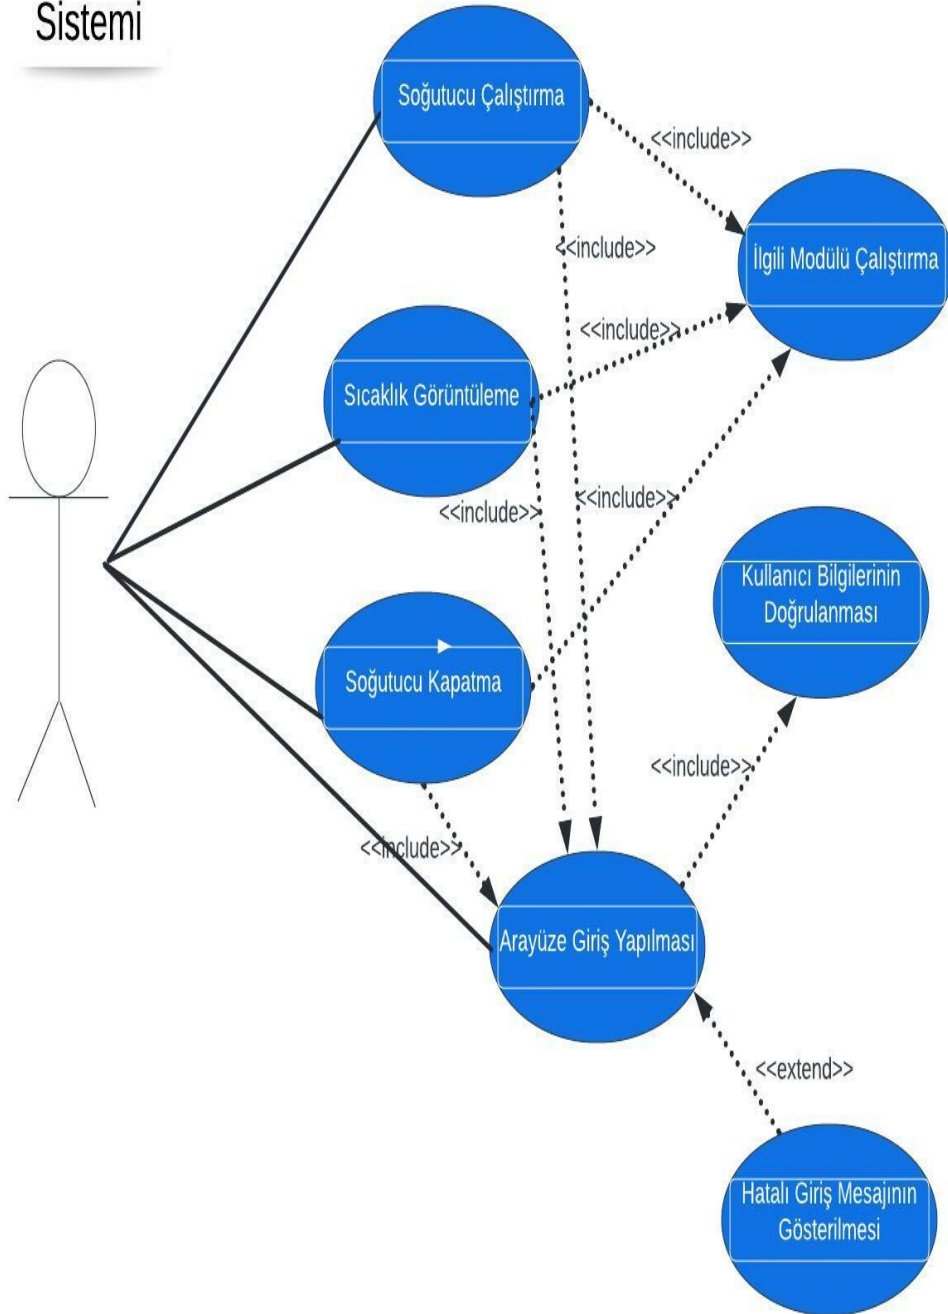 Sistemi
Soğutucu Çalıştırma
<<include>>
<<include>>
İlgili Modülü Çalıştırma
<<include>>
Sıcaklık Görüntüleme
<<include>>
<<include>>
Kullanıcı Bilgilerinin
Doğrulanması
Soğutucu Kapatma
<<include>>
<<include>>
Arayüze Giriş Yapılması
<<extend>>
Hatalı Giriş Mesajının
Gösterilmesi